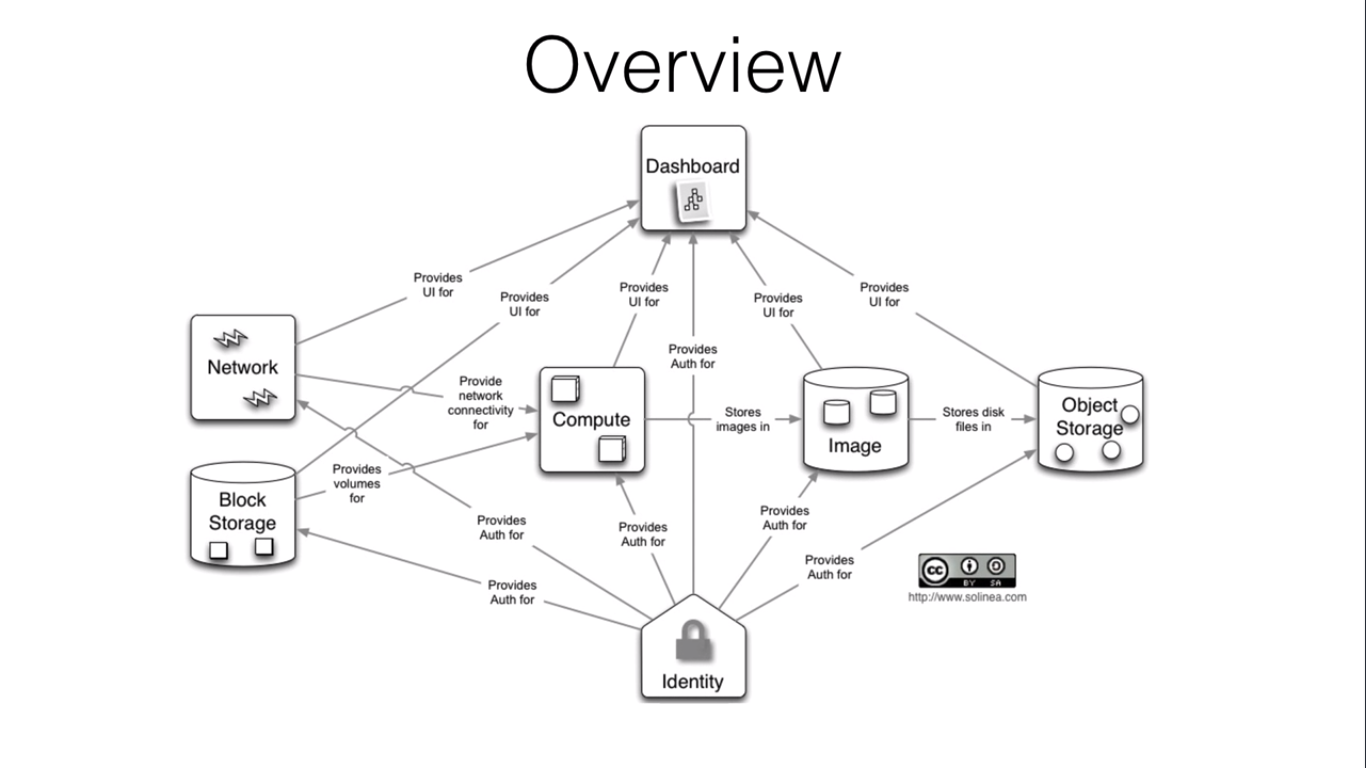 Overview
Dashboard
Provides
UI for
Provides
UI for
Provides
UI for
Provides
UI for
Provides
UI for
Provides
Auth for
Network
Provide
network
connectivity
for
Compute
Stores
images in
Image
Stores disk
files in
Object
Storage
Block
Storage
Provides
volumes
for
Provides
Auth for
Provides
Auth for
Provides
Auth for
Provides
Auth for
Provides
Auth for
cc
BY SA
http://www.solinea.com
Identity